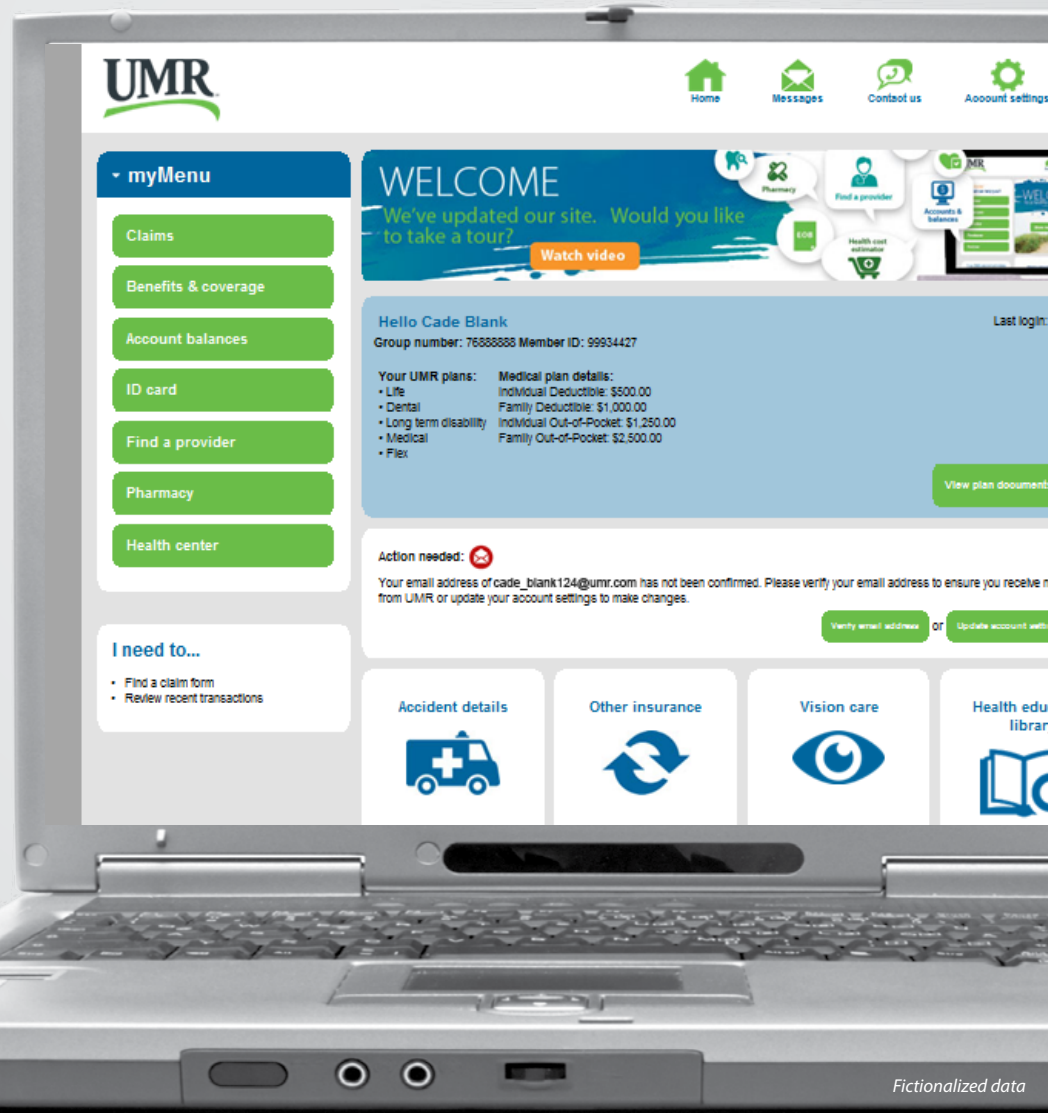 UMR
Home
Messages
Contact us
Account settings
myMenu
Claims
Benefits & coverage
Account balances
ID card
Find a provider
Pharmacy
Health center
I need to...
• Find a claim form
• Review recent transactions
WELCOME
We've updated our site. Would you like
to take a tour?
Watch video
Pharmacy
Find a provider
Accounts &
balances
EOB
Health cost
estimator
UMR
Hello Cade Blank
Last login:
Group number: 76888888 Member ID: 99934427
Your UMR plans:
• Life
• Dental
• Long term disability
• Medical
• Flex
Medical plan details:
Individual Deductible: $500.00
Family Deductible: $1,000.00
Individual Out-of-Pocket: $1,250.00
Family Out-of-Pocket: $2,500.00
View plan document
Action needed:
Your email address of cade_blank124@umr.com has not been confirmed. Please verify your email address to ensure you receive
from UMR or update your account settings to make changes.
Verify email address or Update account
Accident details
Other insurance
Vision care
Health
Fictionalized data